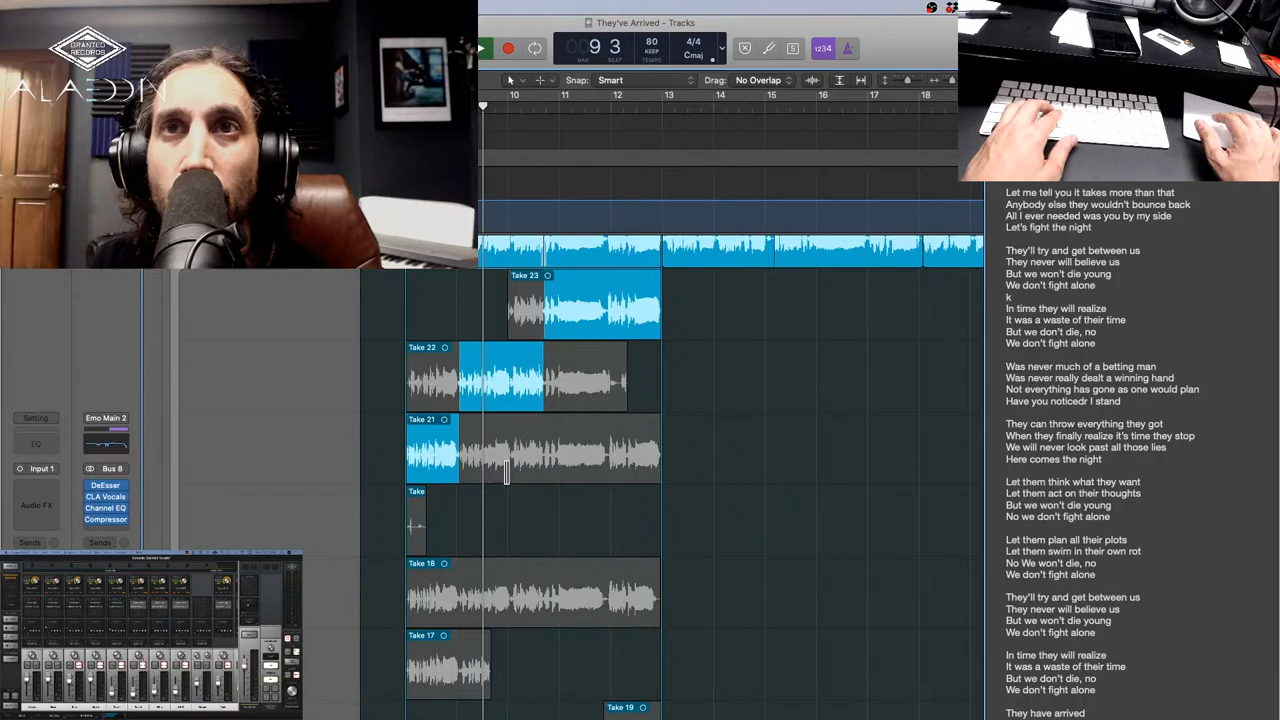 GRANTED
RECORDS
ALAEDDIN
They've Arrived - Tracks
9 3
BAR
BEAT
80
KEEP
TEMPO
4/4
Cmaj
S
1234
Snap:
Smart
Drag:
No Overlap
10
11
12
13
14
15
16
17
18
Take 23
Take 22
Take 21
Take
Take 18
Take 17
Take 19
Setting
Emo Main 2
EQ
Input 1
Bus 8
Audio FX
DeEsser
CLA Vocals
Channel EQ
Compressor
Sends
Sends
Let me tell you it takes more than that
Anybody else they wouldn't bounce back
All I ever needed was you by my side
Let's fight the night
They'll try and get between us
They never will believe us
But we won't die young
We don't fight alone
k
In time they will realize
It was a waste of their time
But we don't die, no
We don't fight alone
Was never much of a betting man
Was never really dealt a winning hand
Not everything has gone as one would plan
Have you noticedr I stand
They can throw everything they got
When they finally realize it's time they stop
We will never look past all those lies
Here comes the night
Let them think what they want
Let them act on their thoughts
But we won't die young
No we don't fight alone
Let them plan all their plots
Let them swim in their own rot
No We won't die, no
We don't fight alone
They'll try and get between us
They never will believe us
But we won't die young
We don't fight alone
In time they will realize
It was a waste of their time
But we don't die, no
We don't fight alone
They have arrived